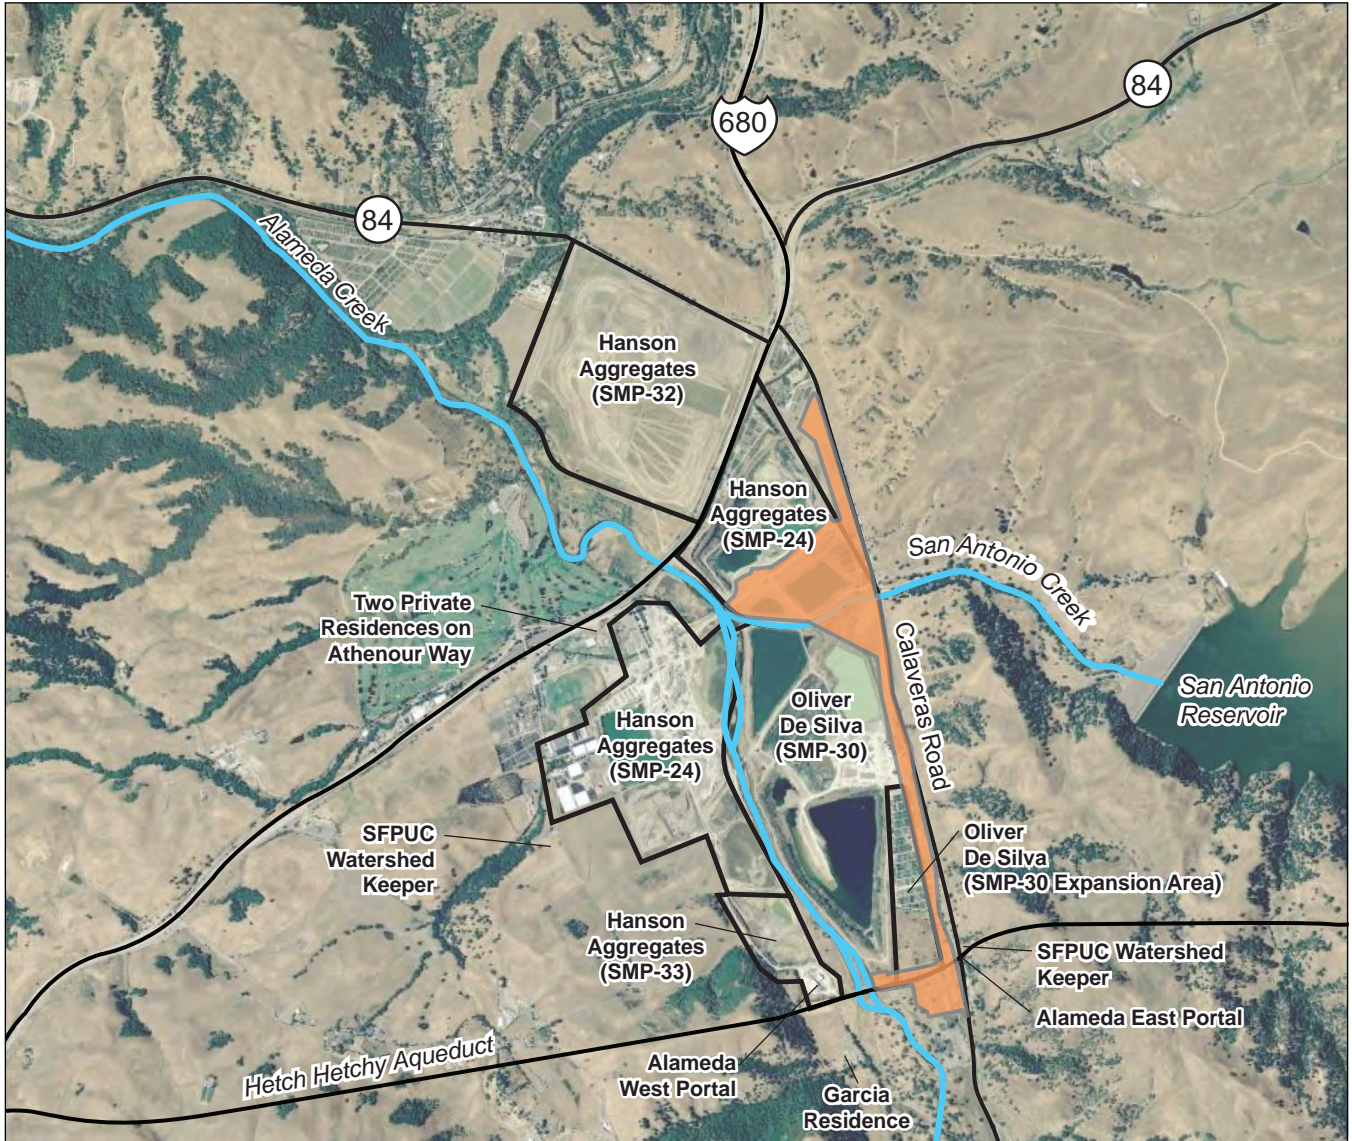 84
680
84
Alameda Creek
Hanson
Aggregates
(SMP-32)
Hanson
Aggregates
(SMP-24)
San Antonio Creek
Two Private
Residences on
Athenour Way
Calaveras Road
San Antonio
Reservoir
Oliver
De Silva
(SMP-30)
Hanson
Aggregates
(SMP-24)
SFPUC
Watershed
Keeper
Oliver
De Silva
(SMP-30 Expansion Area)
Hanson
Aggregates
(SMP-33)
SFPUC Watershed
Keeper
Alameda East Portal
Hetch Hetchy Aqueduct
Alameda
West Portal
Garcia
Residence